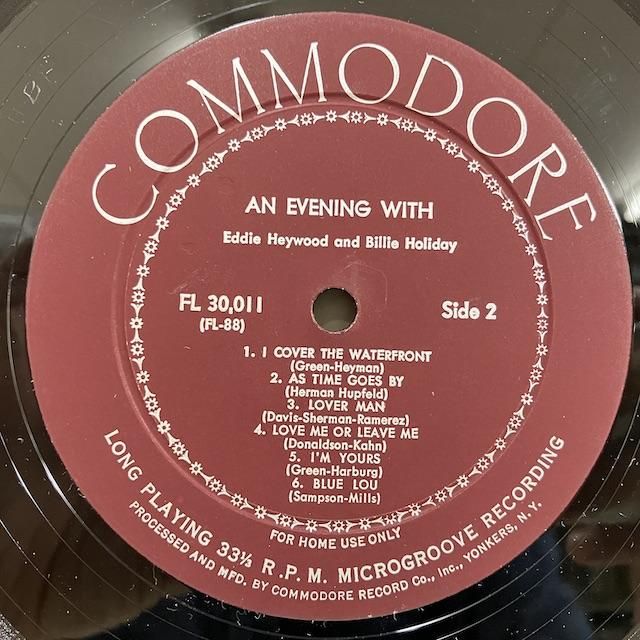 COMMODORE
AN EVENING WITH
Eddie Heywood and Billie Holiday
FL 30,011
(FL-88)
Side 2
1. I COVER THE WATERFRONT
(Green-Heyman)
2. AS TIME GOES BY
(Herman Hupfeld)
3. LOVER MAN
(Davis-Sherman-Ramerez)
4. LOVE ME OR LEAVE ME
(Donaldson-Kahn)
5. I'M YOURS
(Green-Harburg)
6. BLUE LOU
(Sampson-Mills)
FOR HOME USE ONLY
LONG PLAYING 33⅓ R.P.M. MICROGROOVE RECORDING
PROCESSED AND MFD. BY COMMODORE RECORD Co., Inc., YONKERS, N.Y.